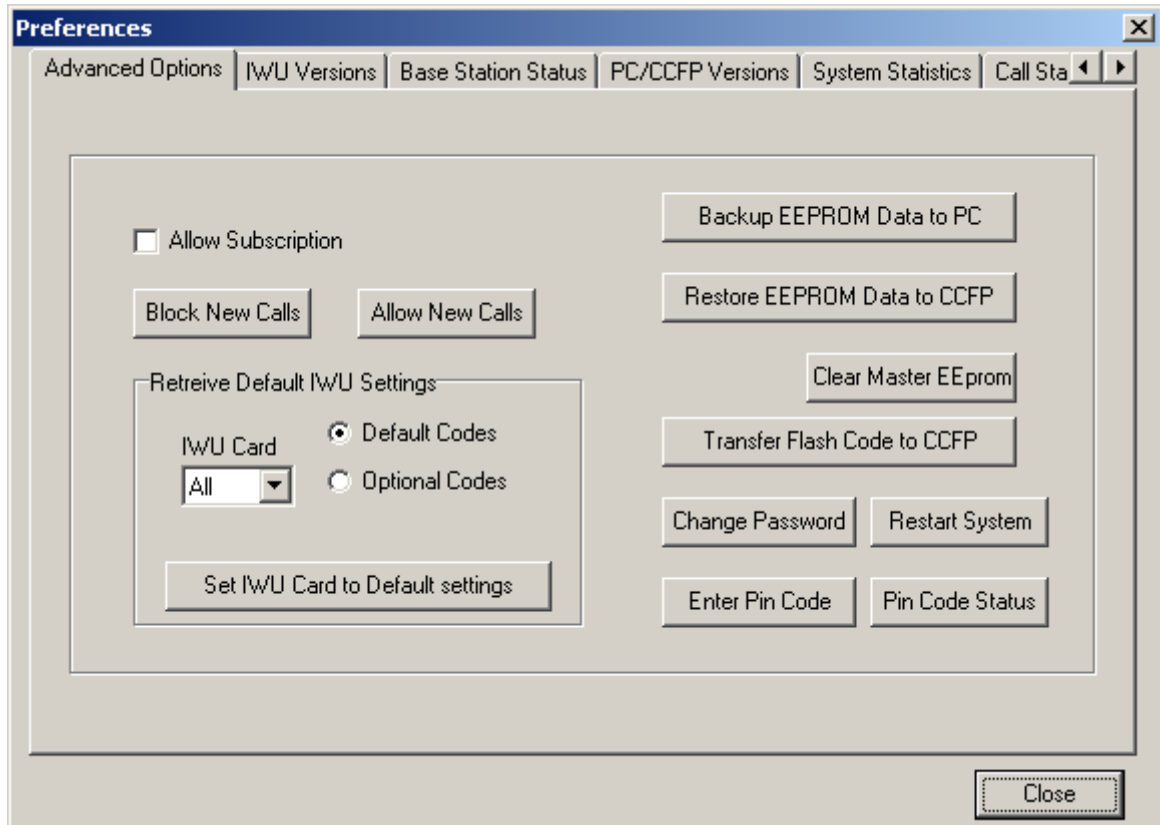 Preferences
Advanced Options IWU Versions Base Station Status PC/CCFP Versions System Statistics Call Sta
Allow Subscription
Block New Calls Allow New Calls
Retreive Default IWU Settings
IWU Card
All
Default Codes
Optional Codes
Set IWU Card to Default settings
Backup EEPROM Data to PC
Restore EEPROM Data to CCFP
Clear Master EEprom
Transfer Flash Code to CCFP
Change Password Restart System
Enter Pin Code Pin Code Status
Close